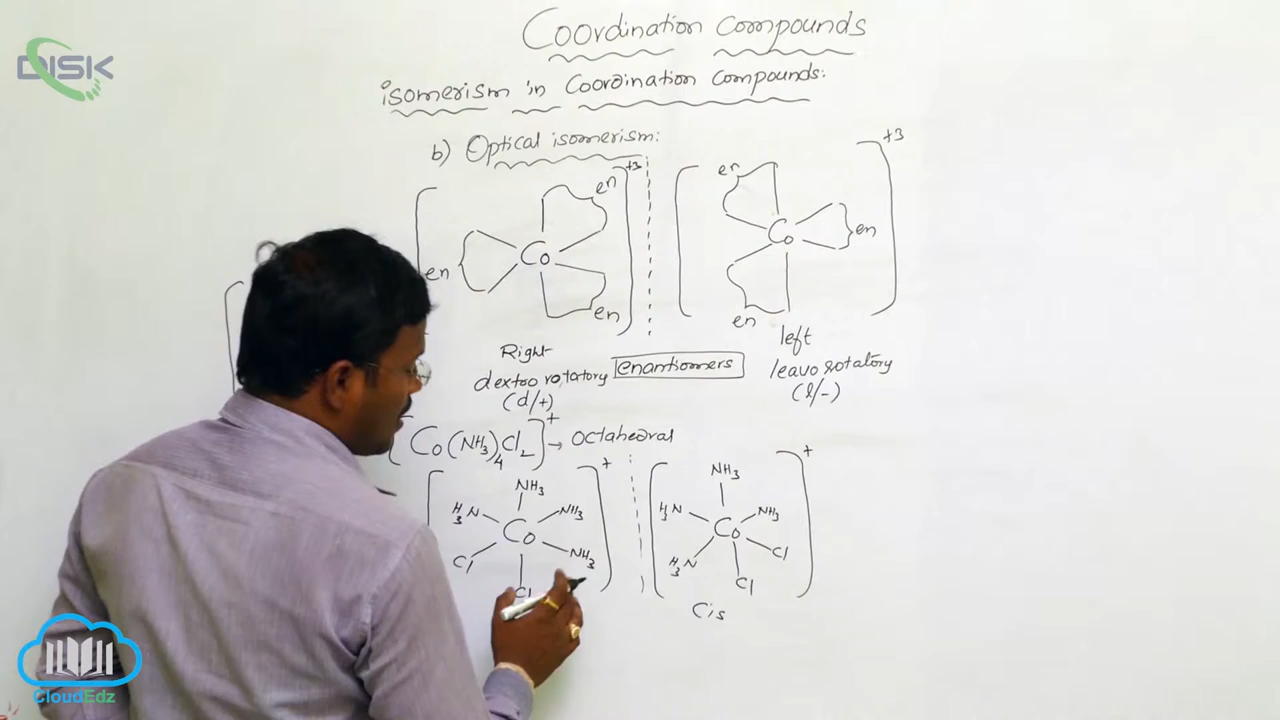 DISK
Coordination Compounds
isomerism in Coordination Compounds:
b) Optical isomerism:
+3
+3
en
en
en
Co
en
Co
en
en
Right
enantiomers
left
dextro rotatory
leavo rotatory
(d/+)
(l/-)
[Co(NH3)4Cl2]+ → Octahedral
+
+
NH3
NH3
H3N
NH3
H3N
NH3
Co
Co
Cl
NH3
H3N
Cl
Cl
Cl
Cis
CloudEdz